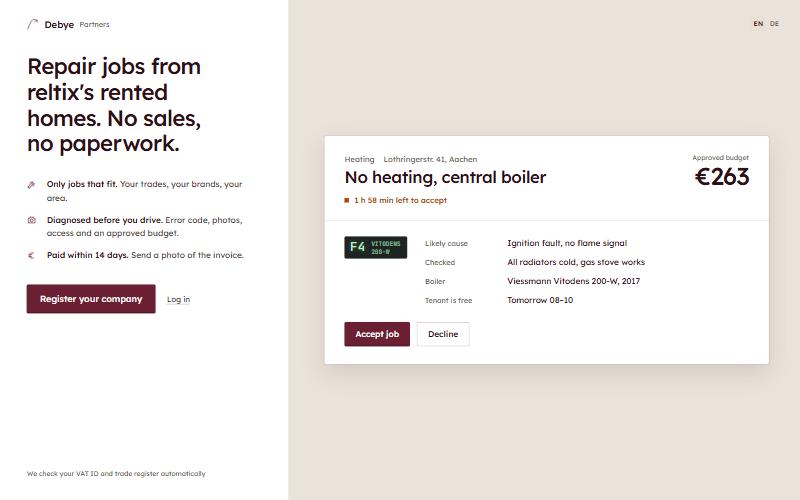 Debye Partners
EN DE
Repair jobs from
reltix's rented
homes. No sales,
no paperwork.
Only jobs that fit. Your trades, your brands, your
area.
Diagnosed before you drive. Error code, photos,
access and an approved budget.
€ Paid within 14 days. Send a photo of the invoice.
Register your company
Log in
We check your VAT ID and trade register automatically
Heating Lothringerstr. 41, Aachen
Approved budget
No heating, central boiler
€263
1 h 58 min left to accept
F4 VITODENS
200-W
Likely cause Ignition fault, no flame signal
Checked All radiators cold, gas stove works
Boiler Viessmann Vitodens 200-W, 2017
Tenant is free Tomorrow 08–10
Accept job
Decline